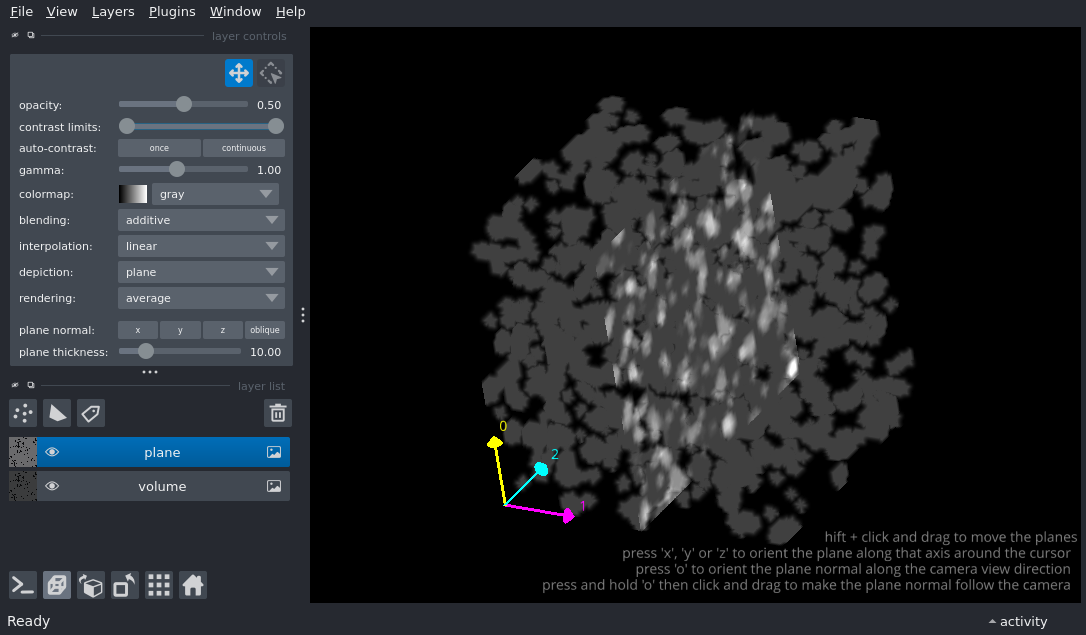 File View Layers Plugins Window Help
layer controls
opacity: 0.50
contrast limits:
auto-contrast: once continuous
gamma: 1.00
colormap: gray
blending: additive
interpolation: linear
depiction: plane
rendering: average
plane normal: x y z oblique
plane thickness: 10.00
layer list
plane
volume
0
2
1
hift + click and drag to move the planes
press 'x', 'y' or 'z' to orient the plane along that axis around the cursor
press 'o' to orient the plane normal along the camera view direction
press and hold 'o' then click and drag to make the plane normal follow the camera
Ready activity